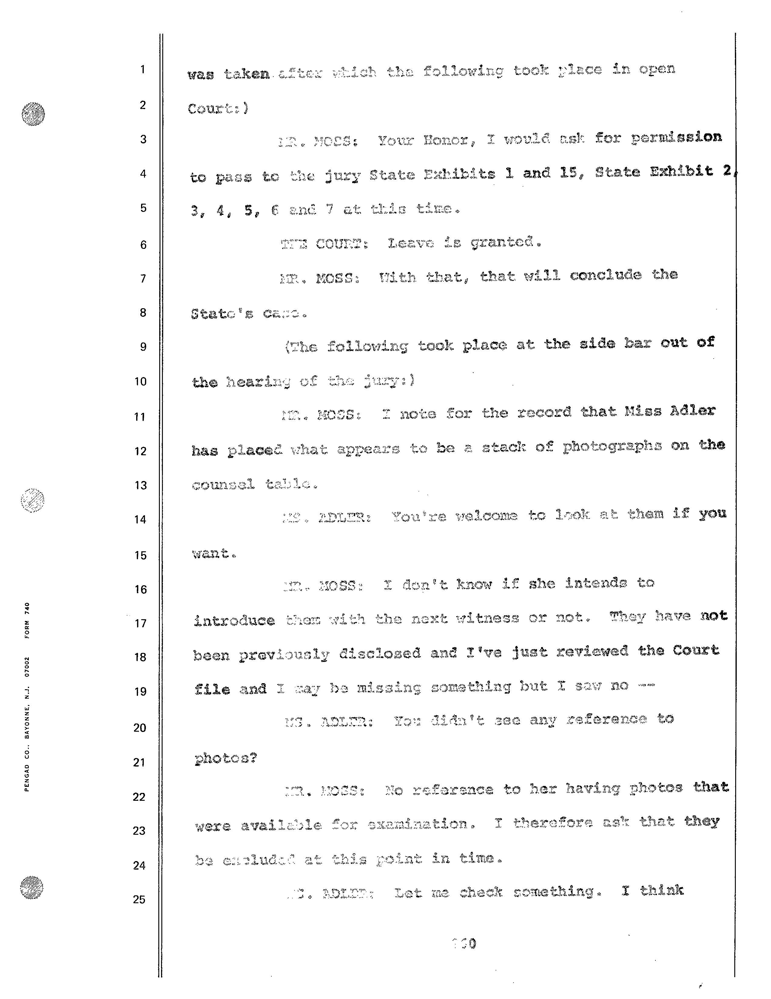 1 was taken after which the following took place in open
2 Court:)
3 MR. MOSS: Your Honor, I would ask for permission
4 to pass to the jury State Exhibits 1 and 15, State Exhibit 2,
5 3, 4, 5, 6 and 7 at this time.
6 THE COURT: Leave is granted.
7 MR. MOSS: With that, that will conclude the
8 State's case.
9 (The following took place at the side bar out of
10 the hearing of the jury:)
11 MR. MOSS: I note for the record that Miss Adler
12 has placed what appears to be a stack of photographs on the
13 counsel table.
14 MS. ADLER: You're welcome to look at them if you
15 want.
16 MR. MOSS: I don't know if she intends to
17 introduce them with the next witness or not. They have not
18 been previously disclosed and I've just reviewed the Court
19 file and I may be missing something but I saw no --
20 MS. ADLER: You didn't see any reference to
21 photos?
22 MR. MOSS: No reference to her having photos that
23 were available for examination. I therefore ask that they
24 be excluded at this point in time.
25 MS. ADLER: Let me check something. I think
PENGAD CO., BAYONNE, N.J. 07002 FORM 740